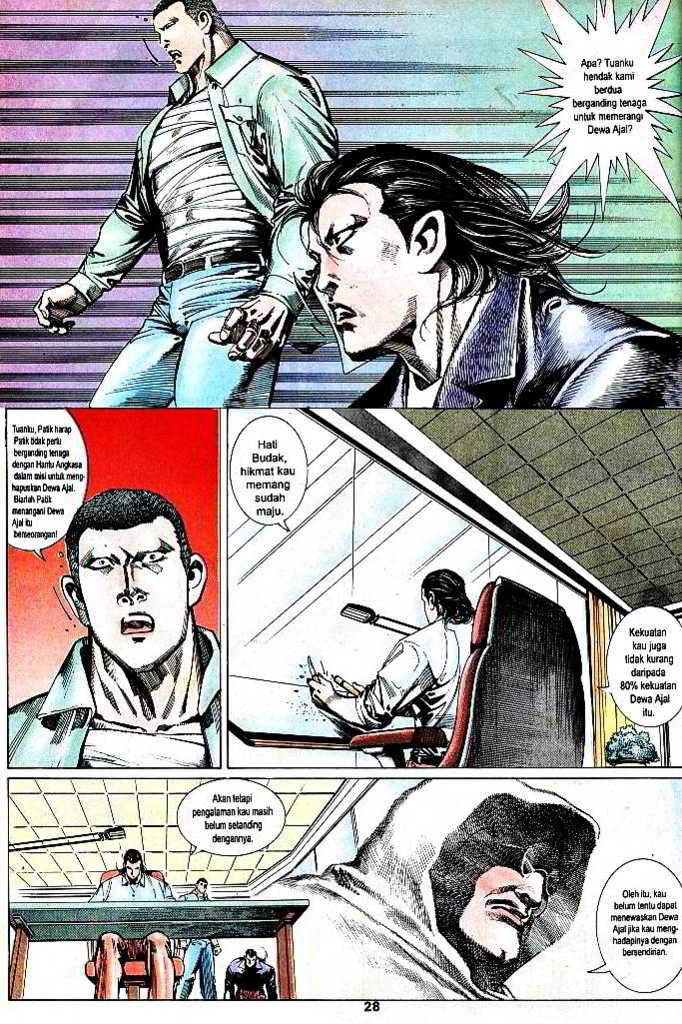 Apa? Tuanku
hendak kami
berdua
berganding tenaga
untuk memerangi
Dewa Ajal?
Tuanku, Patik harap
Patik tidak perlu
berganding tenaga
dengan Hantu Angkasa
dalam misi untuk meng-
hapuskan Dewa Ajal.
Biarlah Patik
menangani Dewa
Ajal itu
berseorangan!
Hati
Budak,
hikmat kau
memang
sudah
maju.
Kekuatan
kau juga
tidak kurang
daripada
80% kekuatan
Dewa Ajal
itu.
Akan tetapi
pengalaman kau masih
belum setanding
dengannya.
Oleh itu, kau
belum tentu dapat
menewaskan Dewa
Ajal jika kau meng-
hadapinya dengan
bersendirian.
28